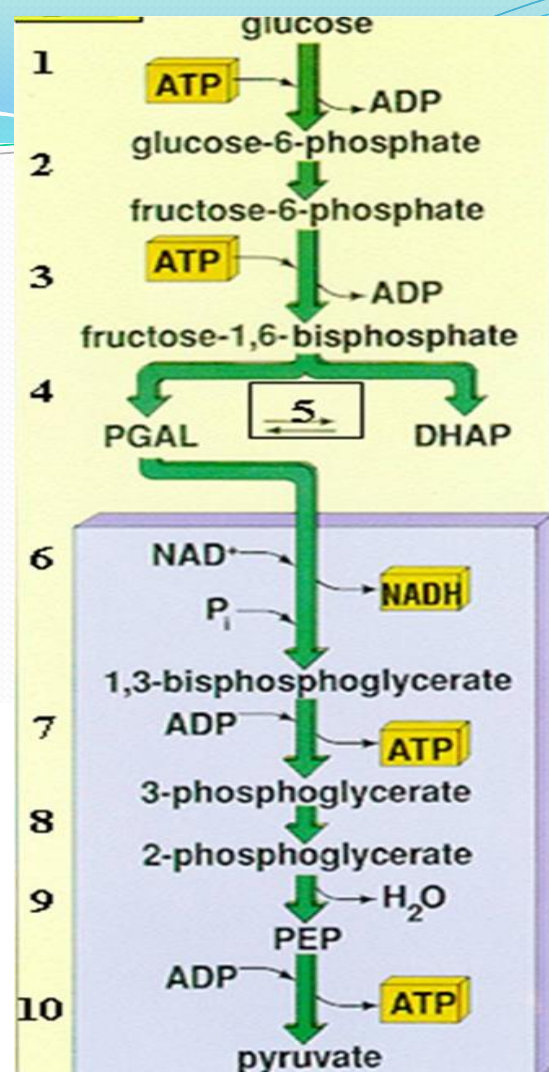 glucose
1
ATP
ADP
glucose-6-phosphate
2
fructose-6-phosphate
ATP
3
ADP
fructose-1,6-bisphosphate
4
5
PGAL
DHAP
6
NAD⁺
NADH
Pᵢ
1,3-bisphosphoglycerate
7
ADP
ATP
3-phosphoglycerate
8
2-phosphoglycerate
9
H₂O
PEP
ADP
10
ATP
pyruvate